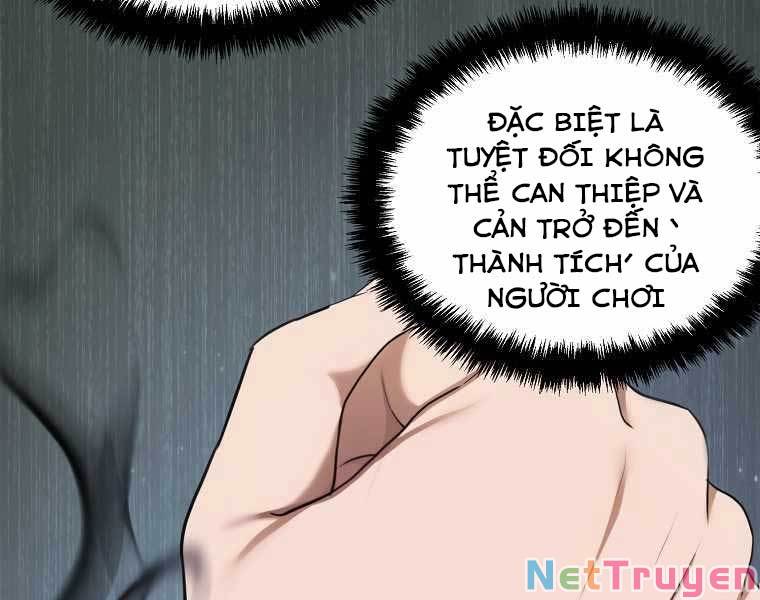 ĐẶC BIỆT LÀ
TUYỆT ĐỐI KHÔNG
THỂ CAN THIỆP VÀ
CẢN TRỞ ĐẾN `
THÀNH TÍCH´ CỦA
NGƯỜI CHƠI
NetTruyen